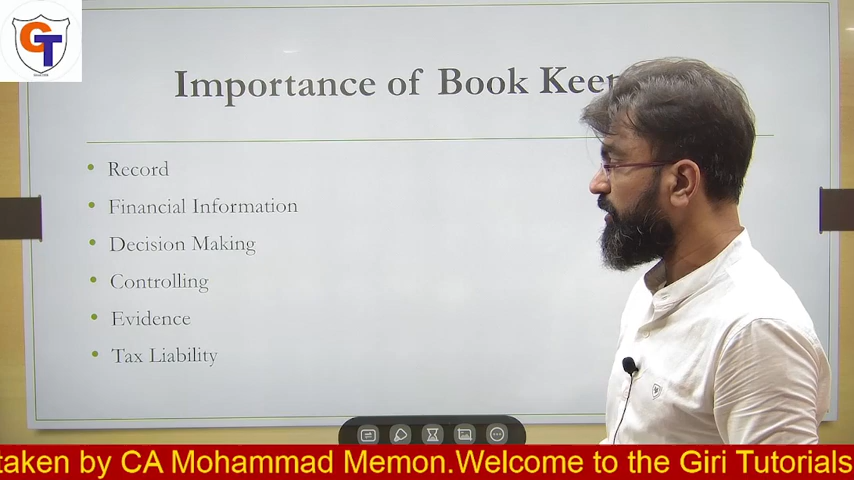 GT
Importance of Book Keep
• Record
• Financial Information
• Decision Making
• Controlling
• Evidence
• Tax Liability
taken by CA Mohammad Memon.Welcome to the Giri Tutorials